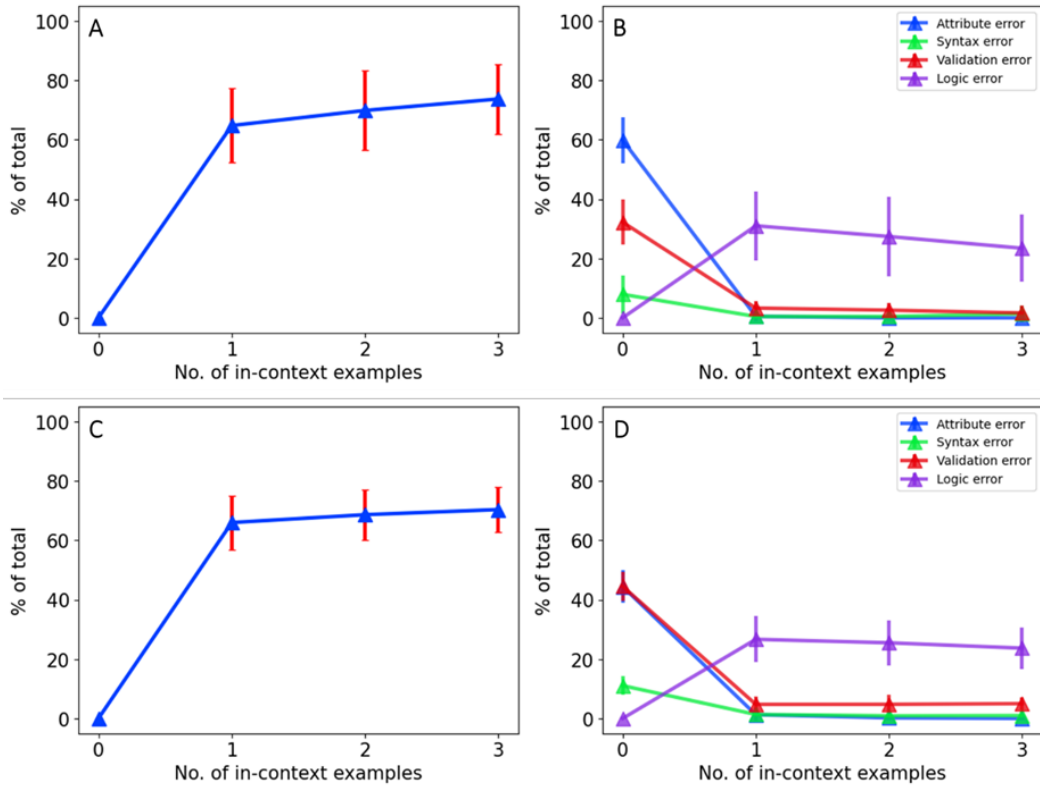 A
% of total
100
80
60
40
20
0
0 1 2 3
No. of in-context examples
B
Attribute error
Syntax error
Validation error
Logic error
% of total
100
80
60
40
20
0
0 1 2 3
No. of in-context examples
C
% of total
100
80
60
40
20
0
0 1 2 3
No. of in-context examples
D
Attribute error
Syntax error
Validation error
Logic error
% of total
100
80
60
40
20
0
0 1 2 3
No. of in-context examples